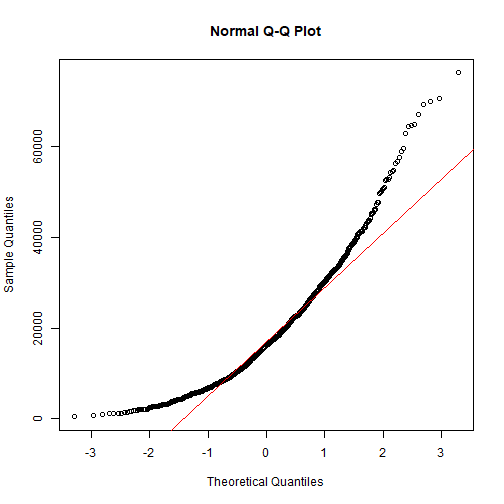 Normal Q-Q Plot
Sample Quantiles
60000
40000
20000
0
-3 -2 -1 0 1 2 3
Theoretical Quantiles